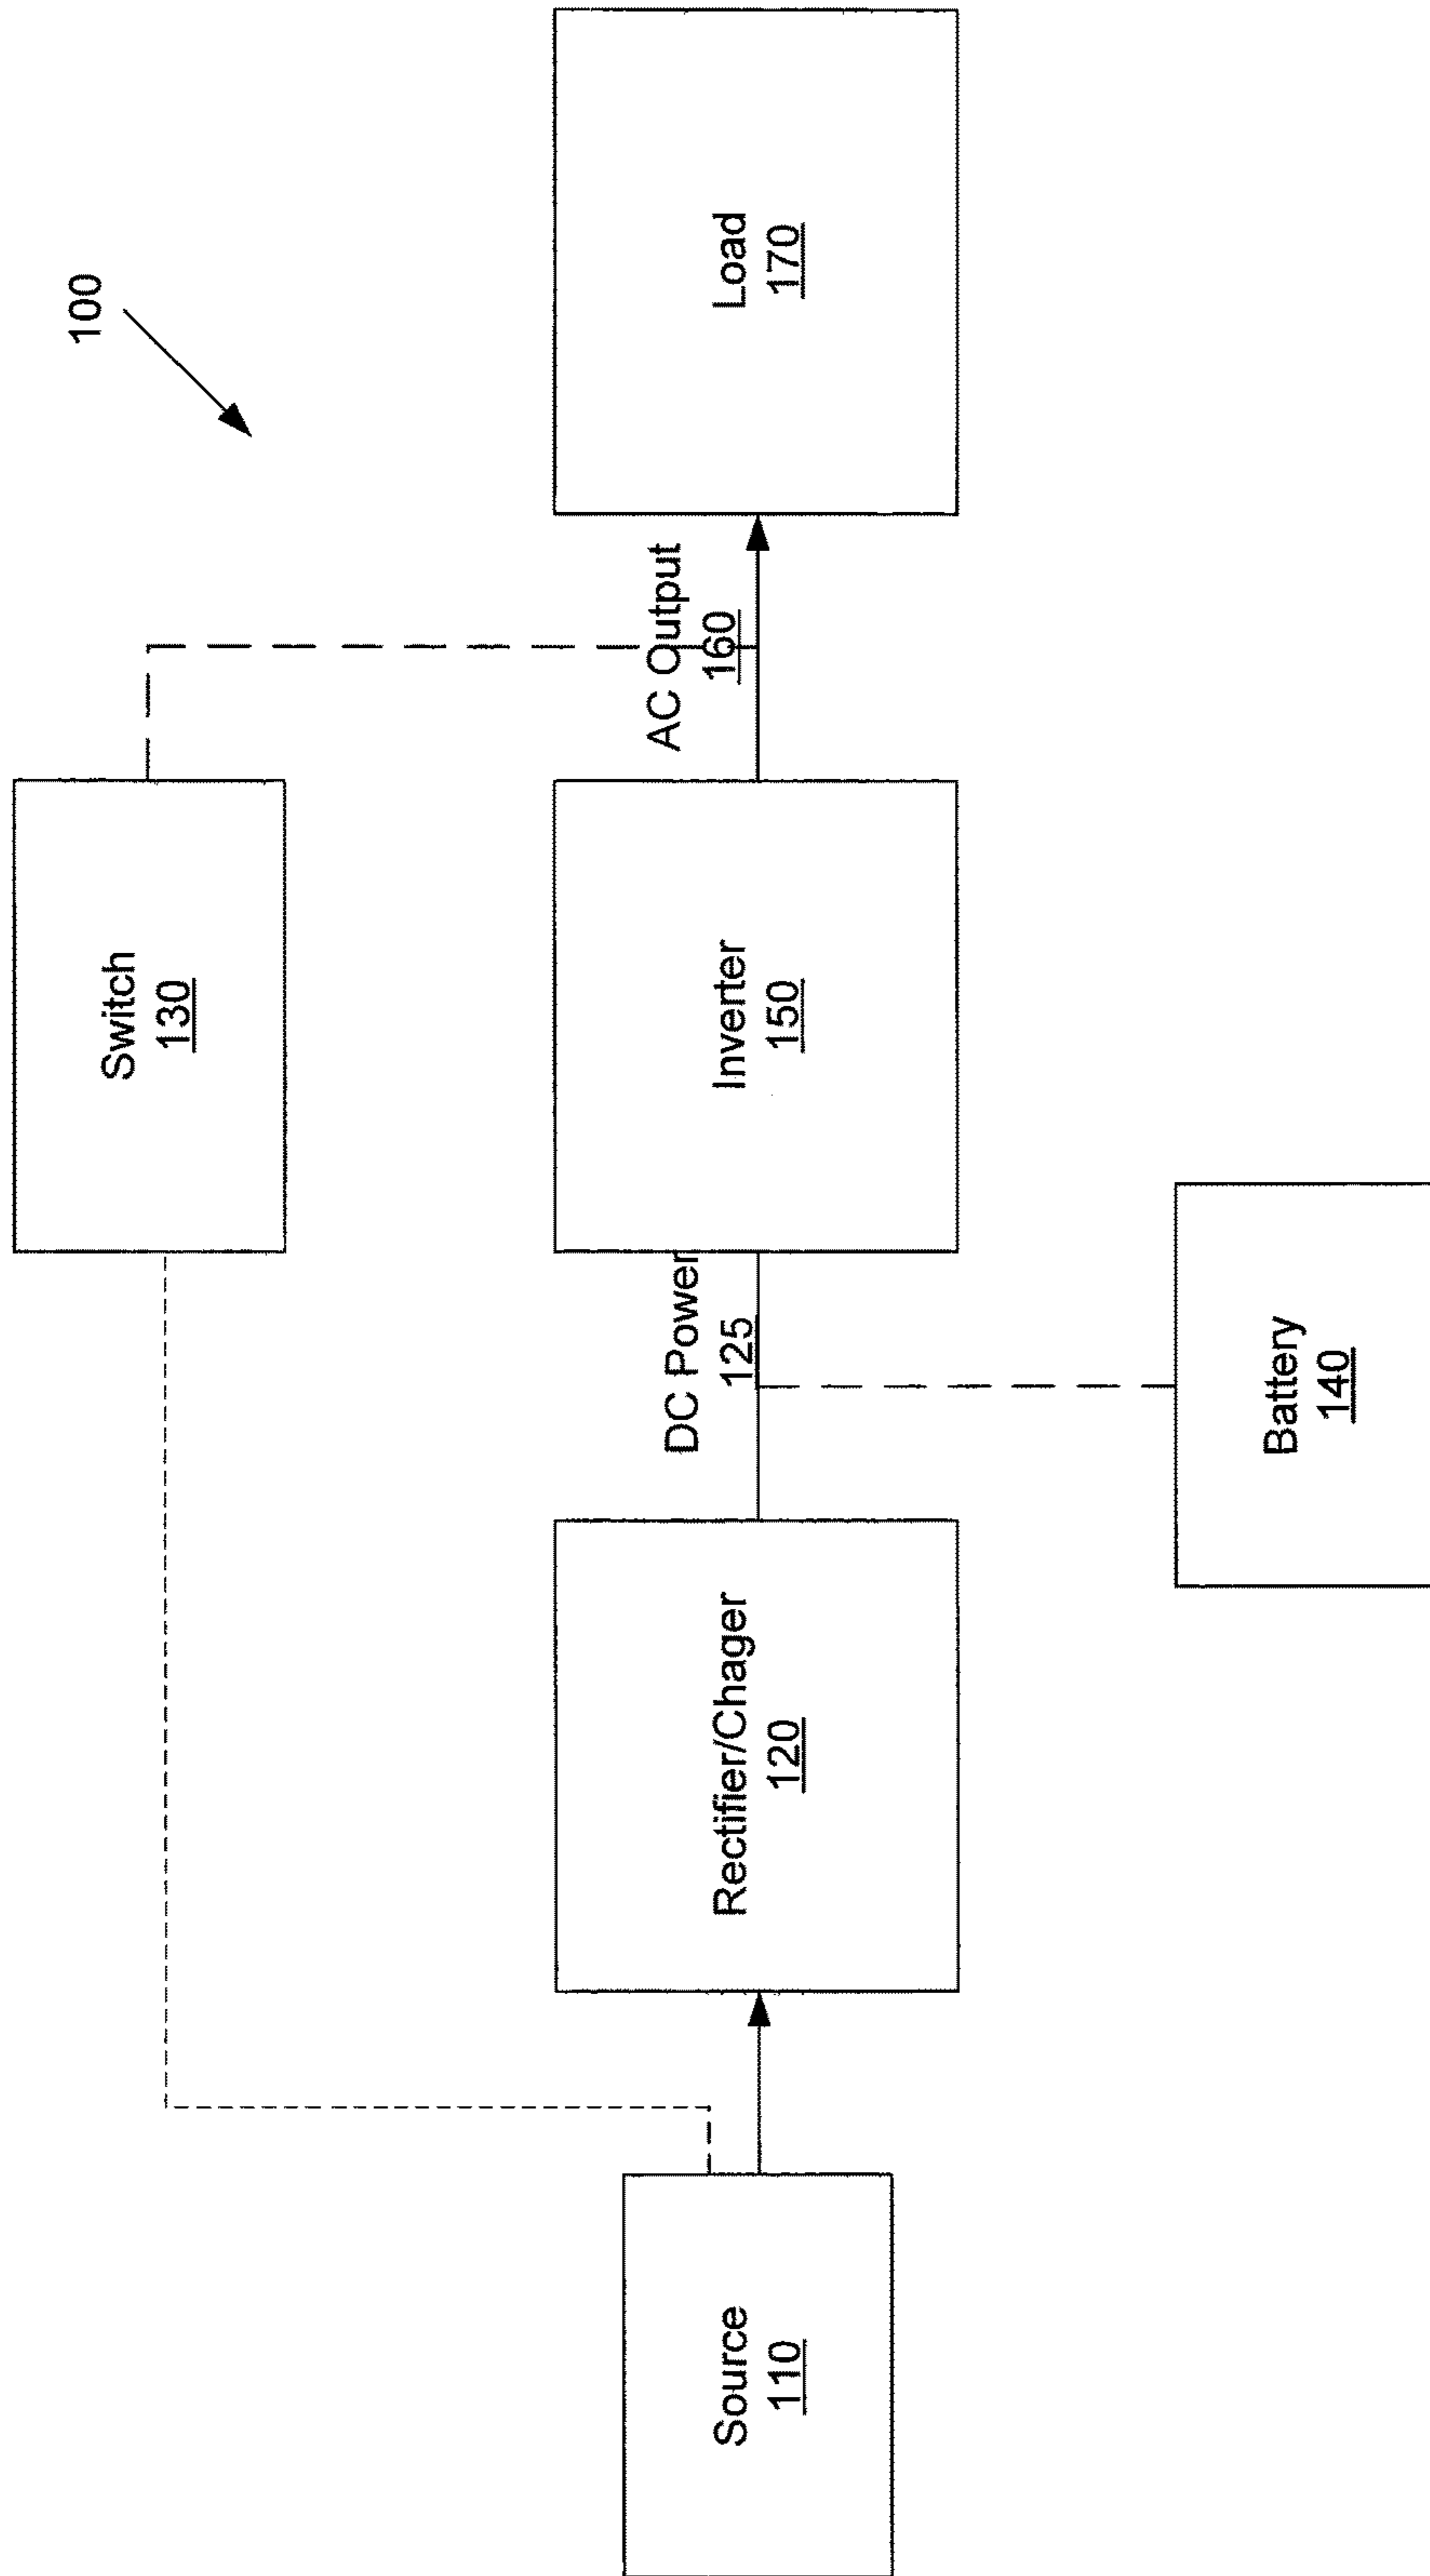 100
Switch
130
Source
110
Rectifier/Chager
120
DC Power
125
Inverter
150
AC Output
160
Load
170
Battery
140